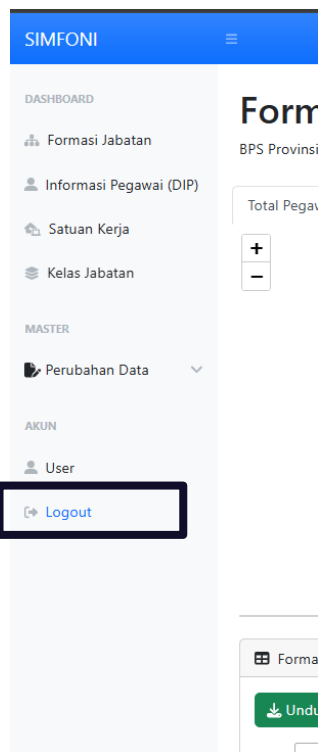 SIMFONI
DASHBOARD
Formasi Jabatan
Informasi Pegawai (DIP)
Satuan Kerja
Kelas Jabatan
MASTER
Perubahan Data
AKUN
User
Logout
Form
BPS Provinsi
Total Pegaw
+
−
Forma
Undu